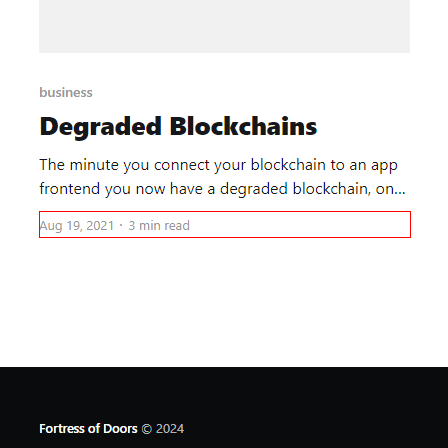 business
Degraded Blockchains
The minute you connect your blockchain to an app
frontend you now have a degraded blockchain, on...
Aug 19, 2021 · 3 min read
Fortress of Doors © 2024